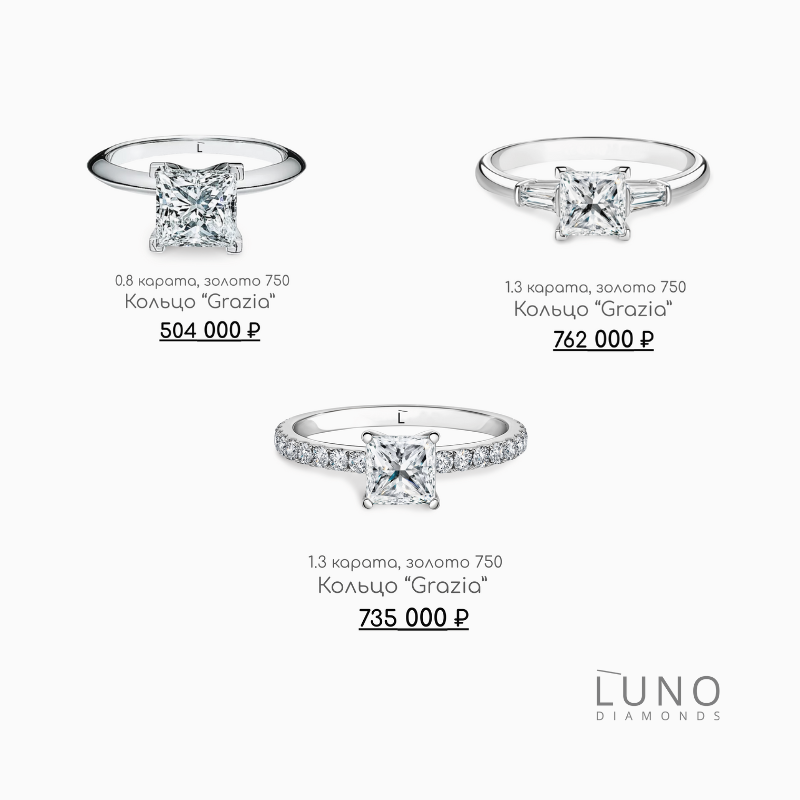 L
0.8 карата, золото 750
Кольцо “Grazia”
504 000 ₽
1.3 карата, золото 750
Кольцо “Grazia”
762 000 ₽
L
1.3 карата, золото 750
Кольцо “Grazia”
735 000 ₽
LUNO
DIAMONDS